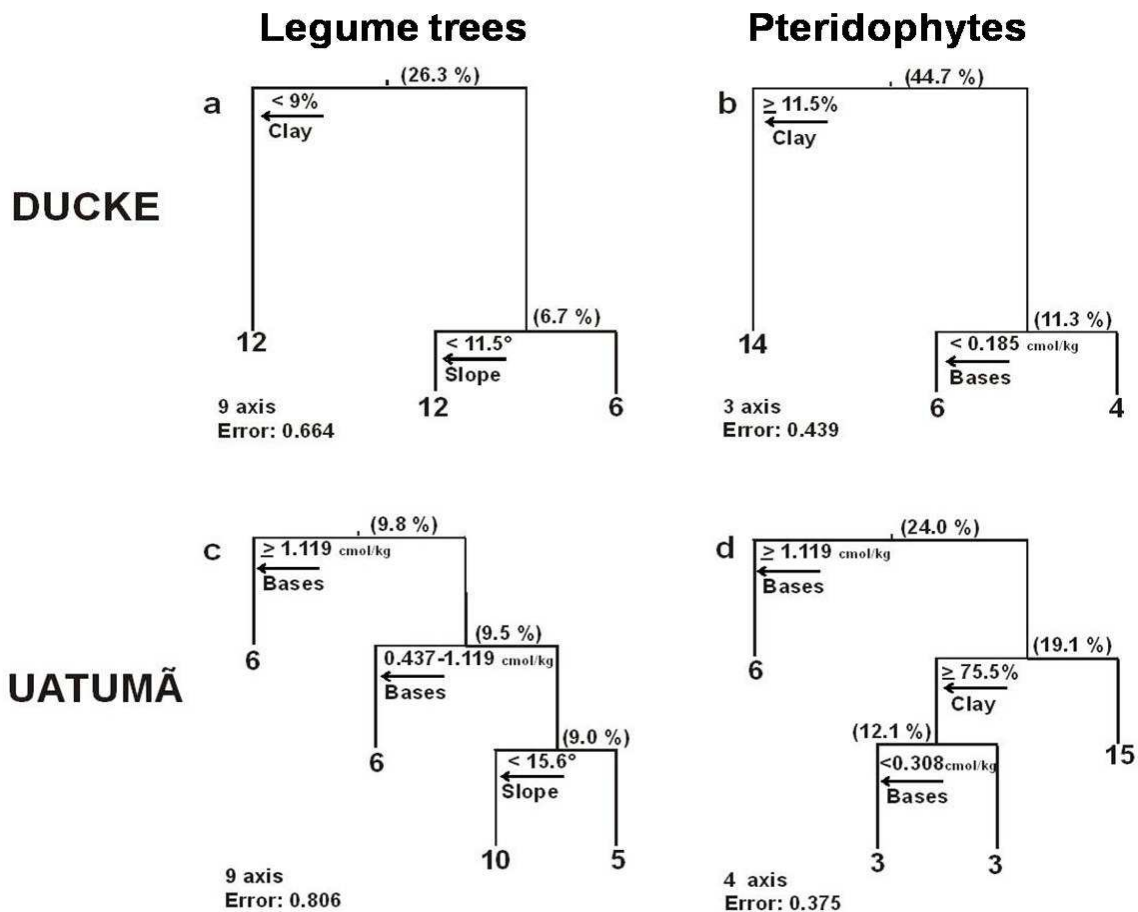 Legume trees
Pteridophytes
DUCKE
a
(26.3 %)
< 9%
Clay
12
(6.7 %)
< 11.5°
Slope
12
6
9 axis
Error: 0.664
b
(44.7 %)
≥ 11.5%
Clay
14
(11.3 %)
< 0.185 cmol/kg
Bases
6
4
3 axis
Error: 0.439
UATUMÃ
c
(9.8 %)
≥ 1.119 cmol/kg
Bases
6
(9.5 %)
0.437-1.119 cmol/kg
Bases
6
(9.0 %)
< 15.6°
Slope
10
5
9 axis
Error: 0.806
d
(24.0 %)
≥ 1.119 cmol/kg
Bases
6
(19.1 %)
≥ 75.5%
Clay
15
(12.1 %)
<0.308 cmol/kg
Bases
3
3
4 axis
Error: 0.375